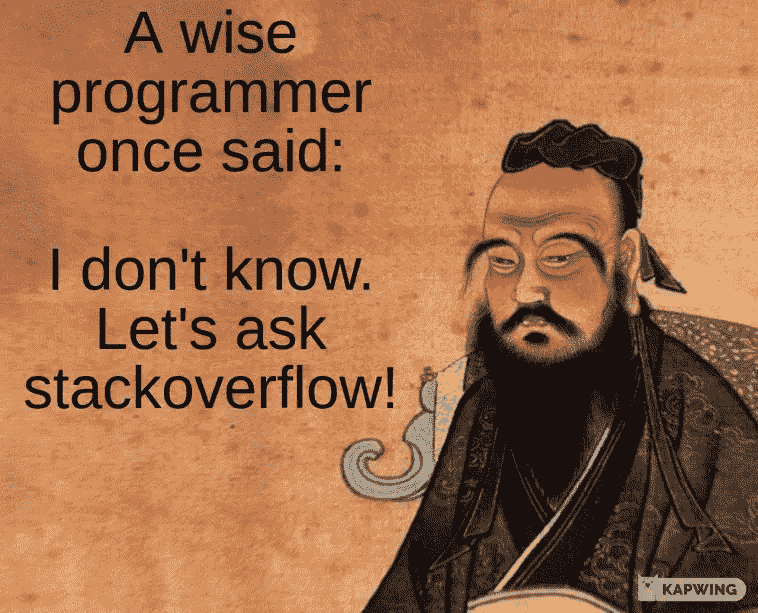 A wise
programmer
once said:
I don't know.
Let's ask
stackoverflow!
KAPWING